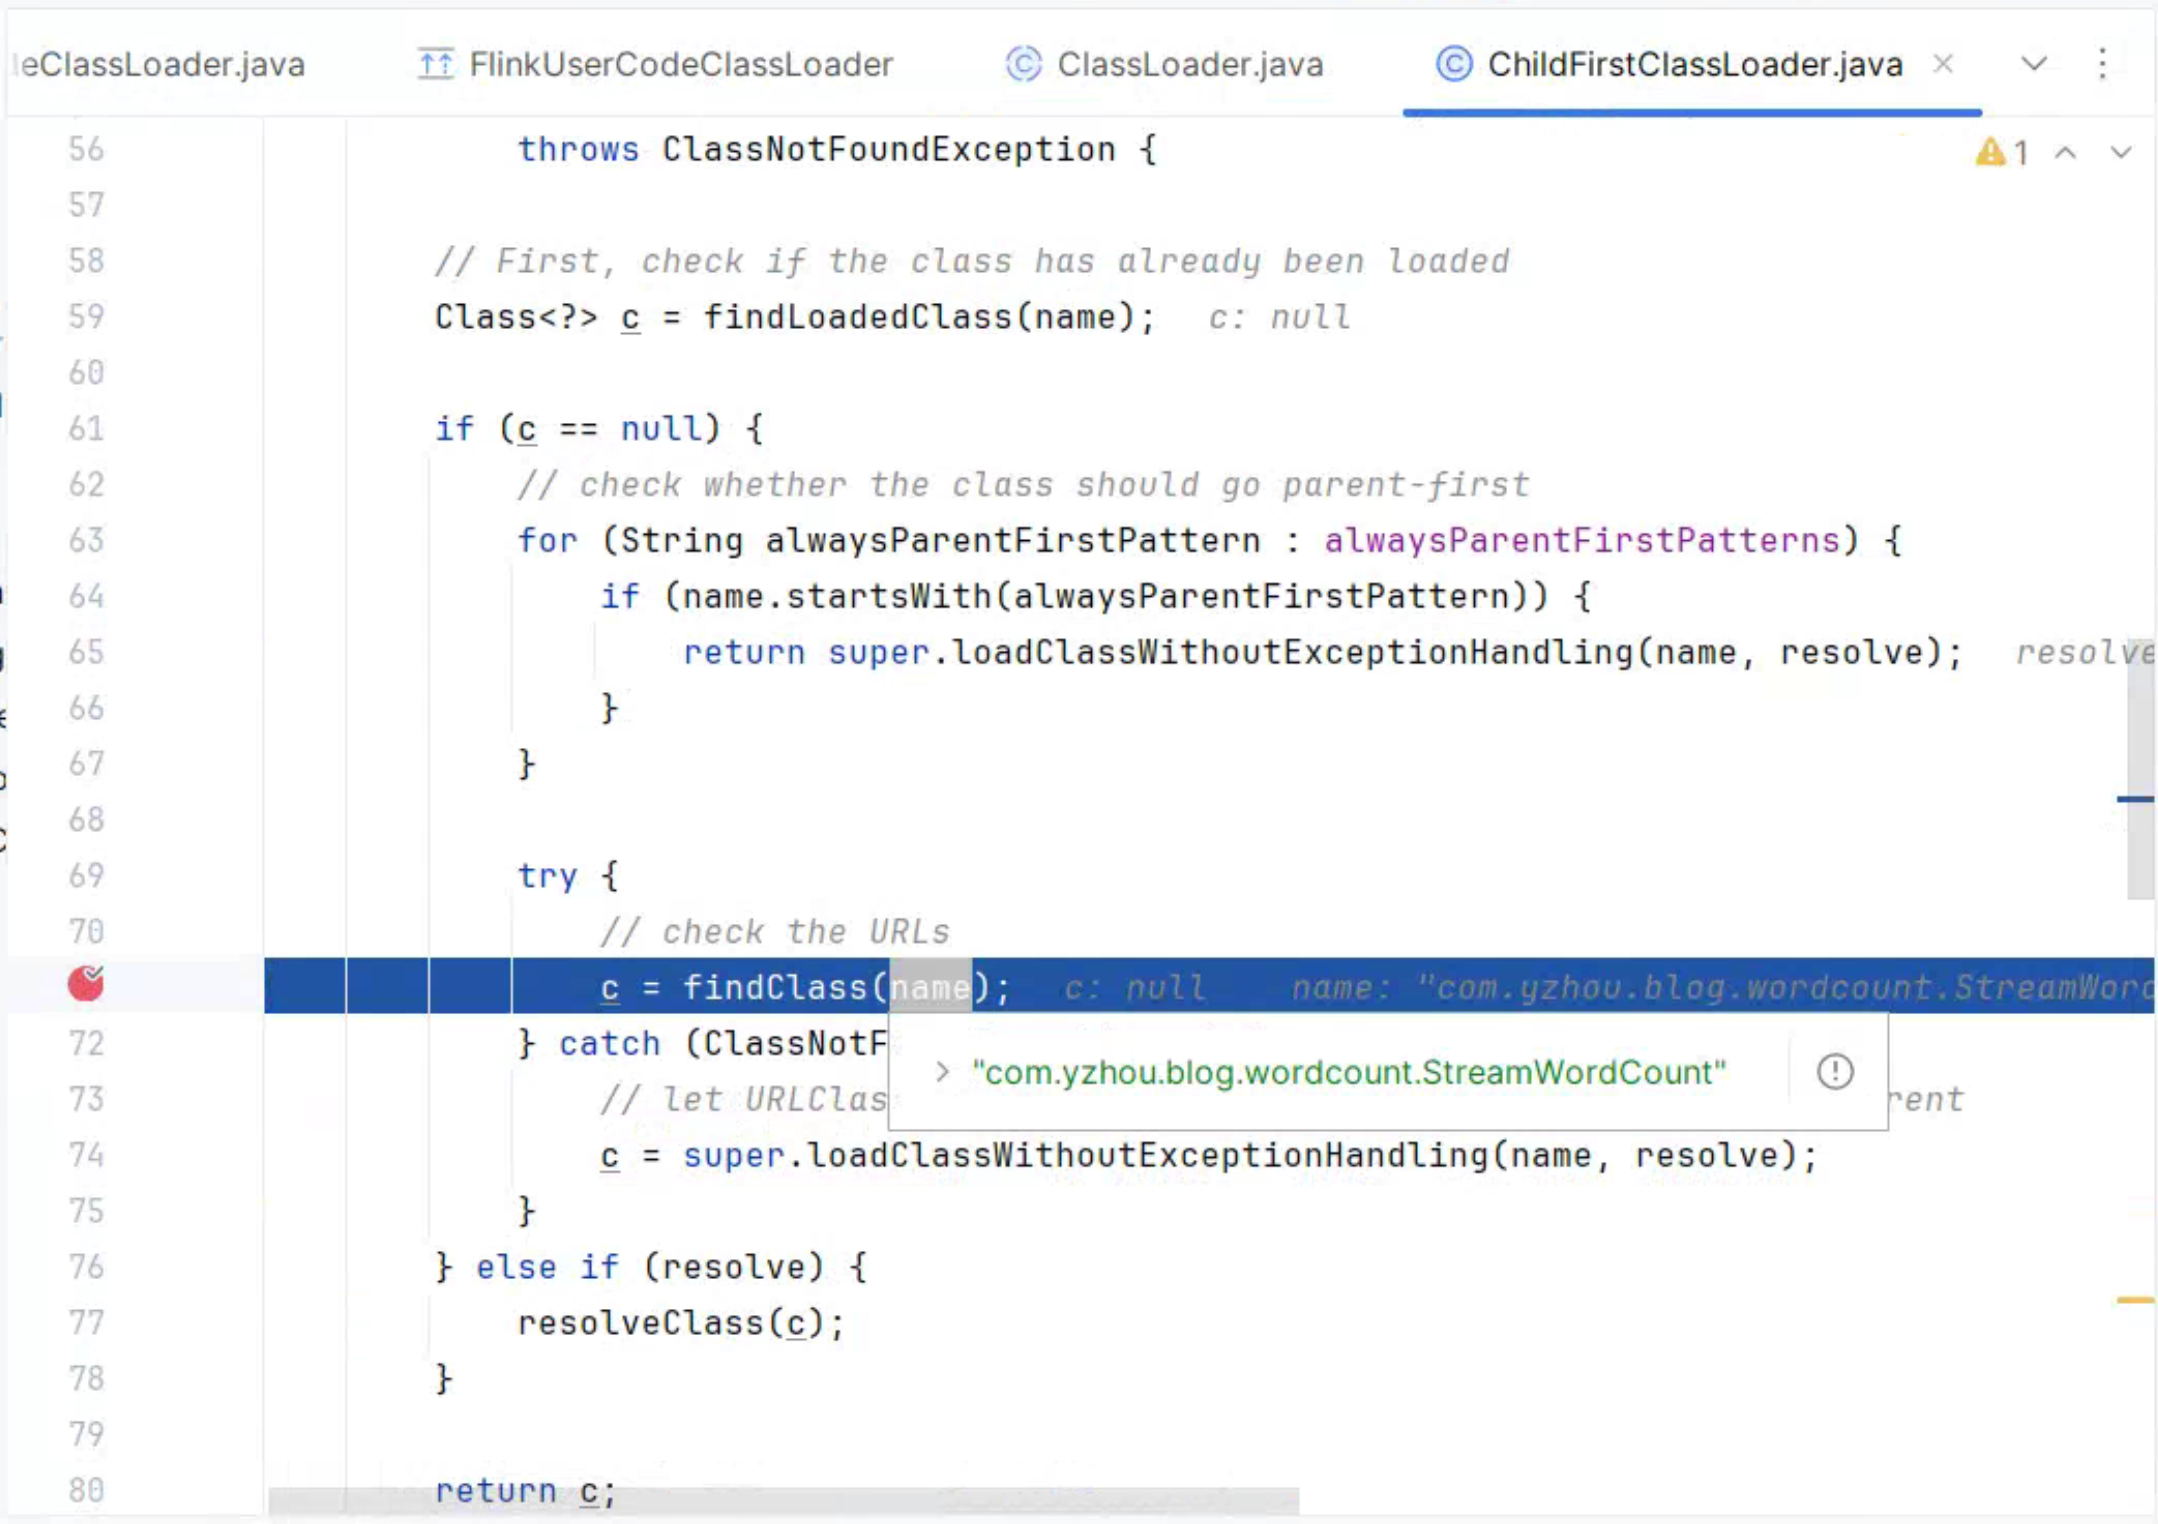 eClassLoader.java FlinkUserCodeClassLoader ClassLoader.java ChildFirstClassLoader.java
56 throws ClassNotFoundException { 1
57
58 // First, check if the class has already been loaded
59 Class<?> c = findLoadedClass(name); c: null
60
61 if (c == null) {
62 // check whether the class should go parent-first
63 for (String alwaysParentFirstPattern : alwaysParentFirstPatterns) {
64 if (name.startsWith(alwaysParentFirstPattern)) {
65 return super.loadClassWithoutExceptionHandling(name, resolve); resolve
66 }
67 }
68
69 try {
70 // check the URLs
c = findClass(name); c: null name: "com.yzhou.blog.wordcount.StreamWord
72 } catch (ClassNotF
"com.yzhou.blog.wordcount.StreamWordCount"
73 // let URLClas rent
74 c = super.loadClassWithoutExceptionHandling(name, resolve);
75 }
76 } else if (resolve) {
77 resolveClass(c);
78 }
79
80 return c;